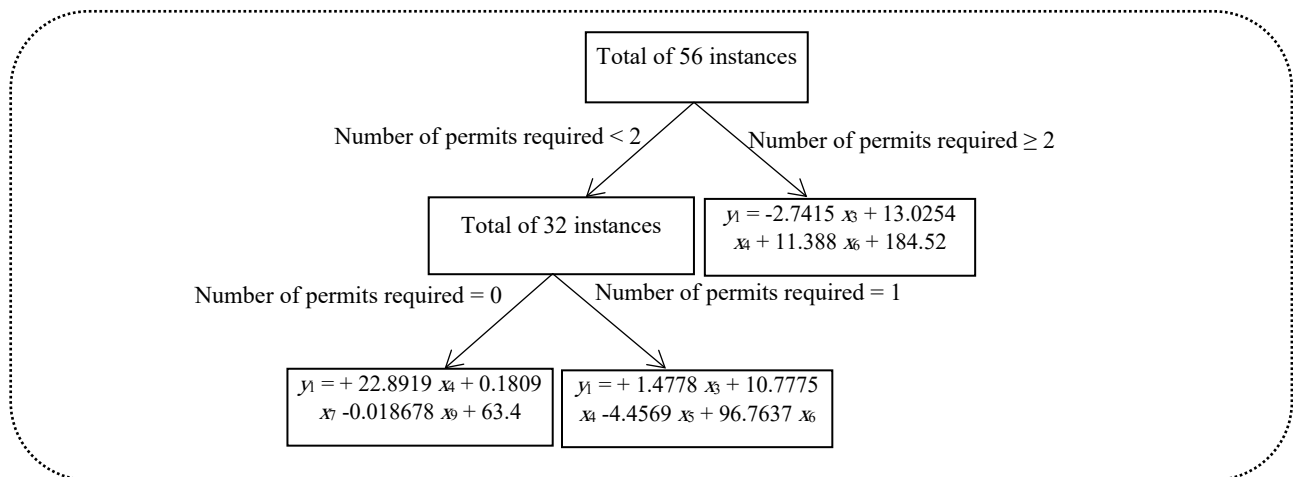 Total of 56 instances
Number of permits required < 2
Number of permits required ≥ 2
Total of 32 instances
y₁ = -2.7415 x₃ + 13.0254
x₄ + 11.388 x₆ + 184.52
Number of permits required = 0
Number of permits required = 1
y₁ = + 22.8919 x₄ + 0.1809
x₇ -0.018678 x₉ + 63.4
y₁ = + 1.4778 x₃ + 10.7775
x₄ -4.4569 x₅ + 96.7637 x₆